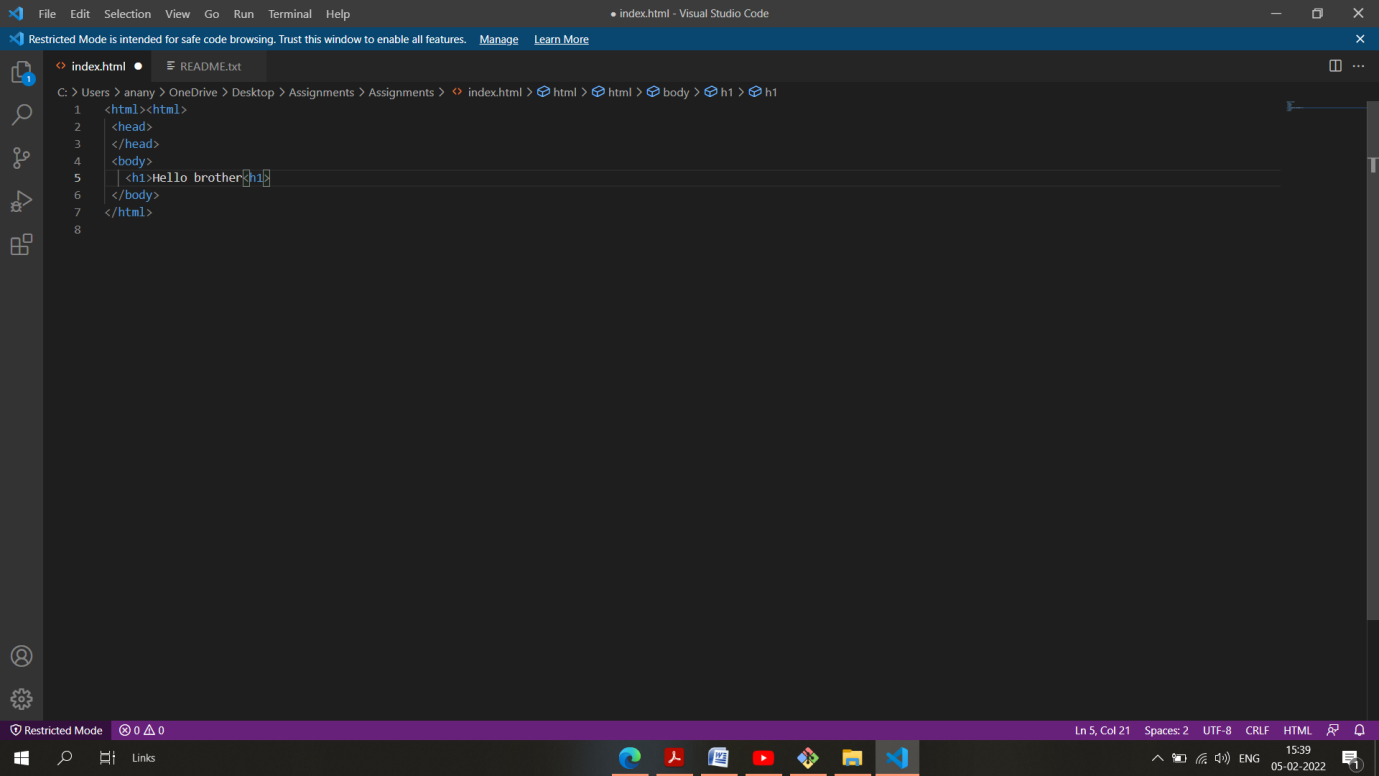 File Edit Selection View Go Run Terminal Help ● index.html - Visual Studio Code
Restricted Mode is intended for safe code browsing. Trust this window to enable all features. Manage Learn More
index.html ● README.txt
1
C: > Users > anany > OneDrive > Desktop > Assignments > Assignments > index.html > html > html > body > h1 > h1
1 <html><html>
2 <head>
3 </head>
4 <body>
5 <h1>Hello brother<h1>
6 </body>
7 </html>
8
Restricted Mode 0 0 Ln 5, Col 21 Spaces: 2 UTF-8 CRLF HTML
Links ENG 15:39
05-02-2022 1